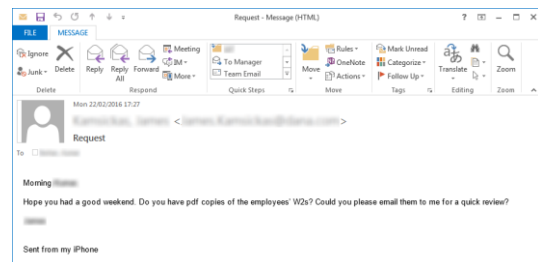 Request - Message (HTML)
FILE MESSAGE
Ignore
Junk
Delete
Reply Reply All Forward
Meeting
IM
More
To Manager
Team Email
Move
Rules
OneNote
Actions
Mark Unread
Categorize
Follow Up
Translate
Zoom
Delete Respond Quick Steps Move Tags Editing Zoom
Mon 22/02/2016 17:27
Request
To
Morning
Hope you had a good weekend. Do you have pdf copies of the employees' W2s? Could you please email them to me for a quick review?
Sent from my iPhone